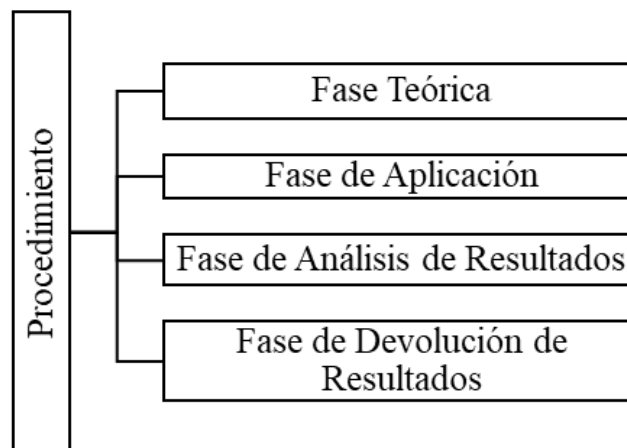 Procedimiento
Fase Teórica
Fase de Aplicación
Fase de Análisis de Resultados
Fase de Devolución de
Resultados